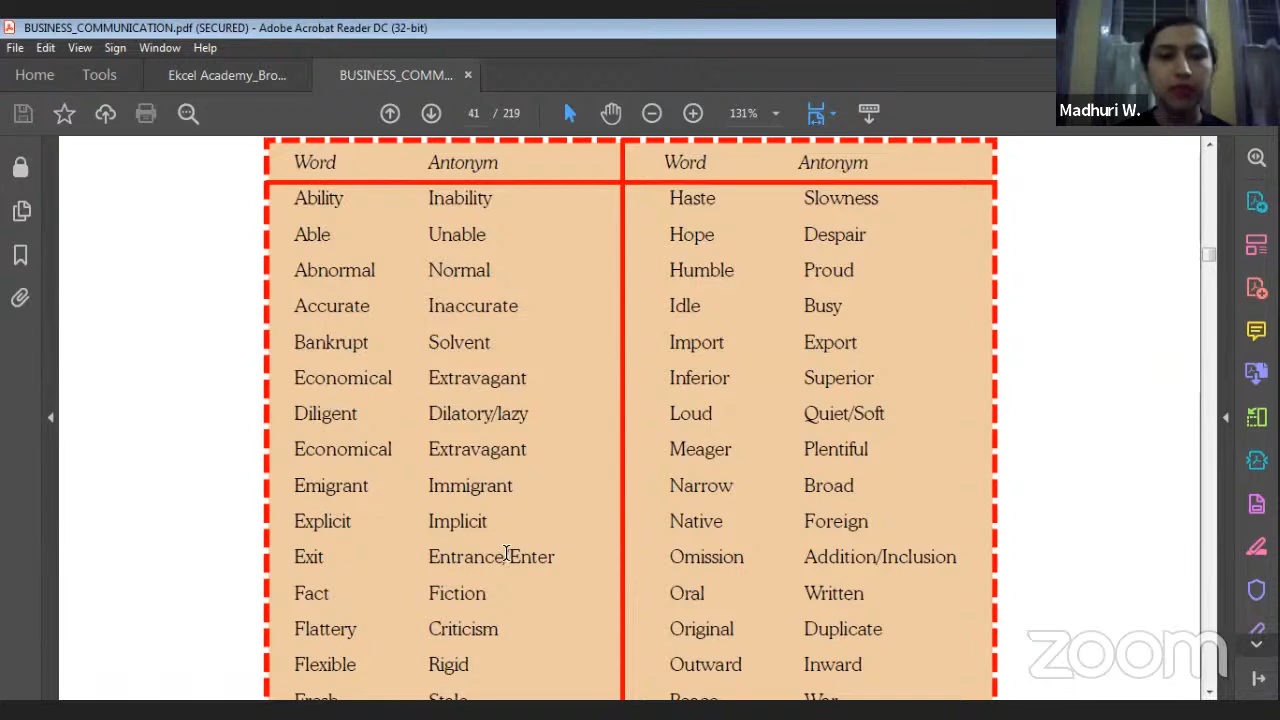 BUSINESS_COMMUNICATION.pdf (SECURED) - Adobe Acrobat Reader DC (32-bit)
File Edit View Sign Window Help
Home Tools Ekcel Academy_Bro... BUSINESS_COMM... ×
41 / 219 131%
Madhuri W.
Word Antonym Word Antonym
Ability Inability Haste Slowness
Able Unable Hope Despair
Abnormal Normal Humble Proud
Accurate Inaccurate Idle Busy
Bankrupt Solvent Import Export
Economical Extravagant Inferior Superior
Diligent Dilatory/lazy Loud Quiet/Soft
Economical Extravagant Meager Plentiful
Emigrant Immigrant Narrow Broad
Explicit Implicit Native Foreign
Exit Entrance/Enter Omission Addition/Inclusion
Fact Fiction Oral Written
Flattery Criticism Original Duplicate
Flexible Rigid Outward Inward
Fresh Stale Peace War
zoom